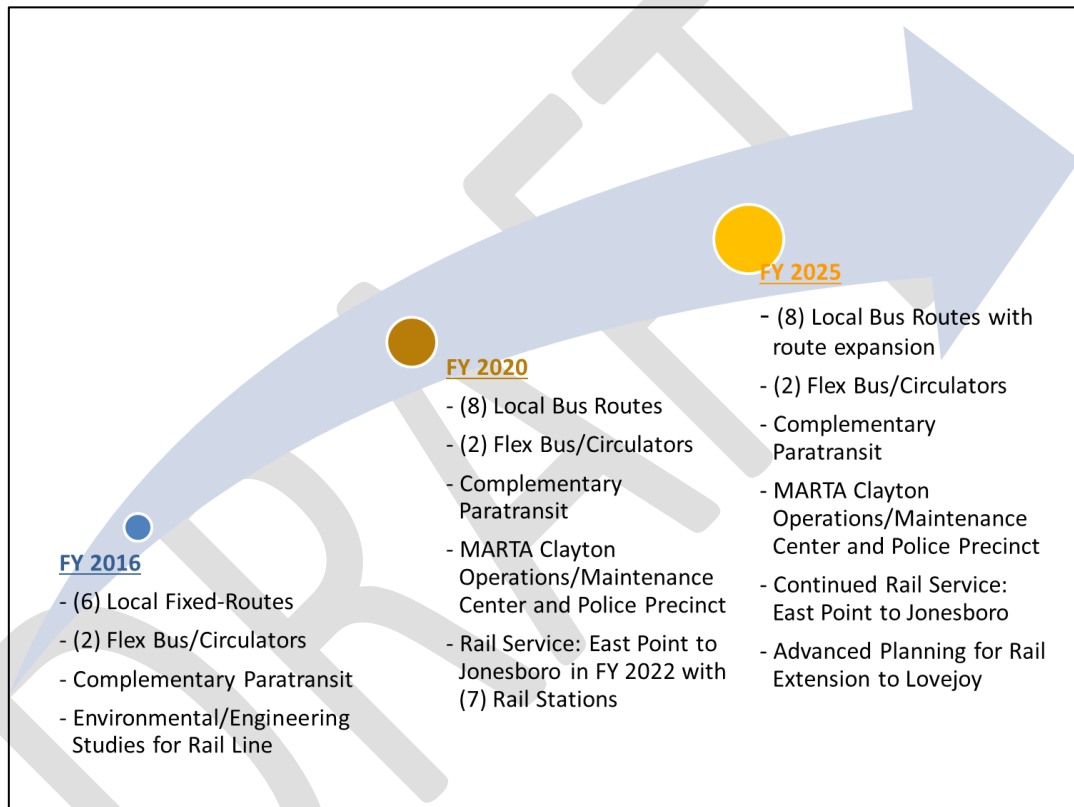 DRAFT
FY 2016
- (6) Local Fixed-Routes
- (2) Flex Bus/Circulators
- Complementary Paratransit
- Environmental/Engineering
Studies for Rail Line
FY 2020
- (8) Local Bus Routes
- (2) Flex Bus/Circulators
- Complementary
Paratransit
- MARTA Clayton
Operations/Maintenance
Center and Police Precinct
- Rail Service: East Point to
Jonesboro in FY 2022 with
(7) Rail Stations
FY 2025
- (8) Local Bus Routes with
route expansion
- (2) Flex Bus/Circulators
- Complementary
Paratransit
- MARTA Clayton
Operations/Maintenance
Center and Police Precinct
- Continued Rail Service:
East Point to Jonesboro
- Advanced Planning for Rail
Extension to Lovejoy